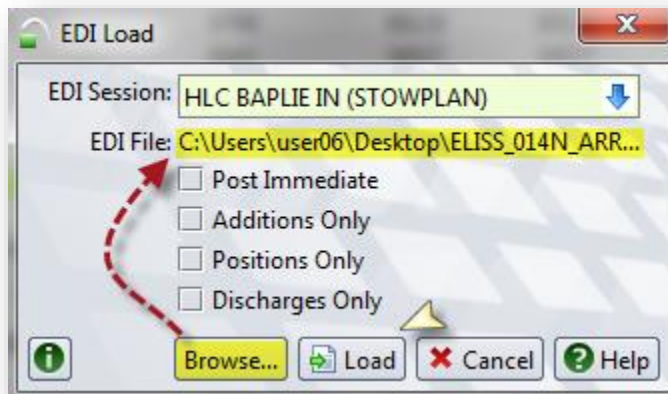 EDI Load
EDI Session: HLC BAPLIE IN (STOWPLAN)
EDI File: C:\Users\user06\Desktop\ELISS_014N_ARR...
Post Immediate
Additions Only
Positions Only
Discharges Only
Browse... Load Cancel Help